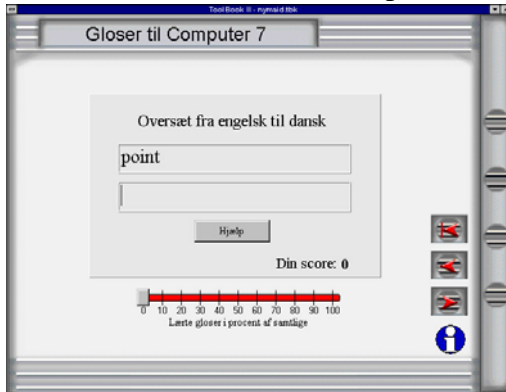 ToolBook II - nymaid.tbk
Gloser til Computer 7
Oversæt fra engelsk til dansk
point
Hjælp
Din score: 0
0 10 20 30 40 50 60 70 80 90 100
Lærte gloser i procent af samtlige
i